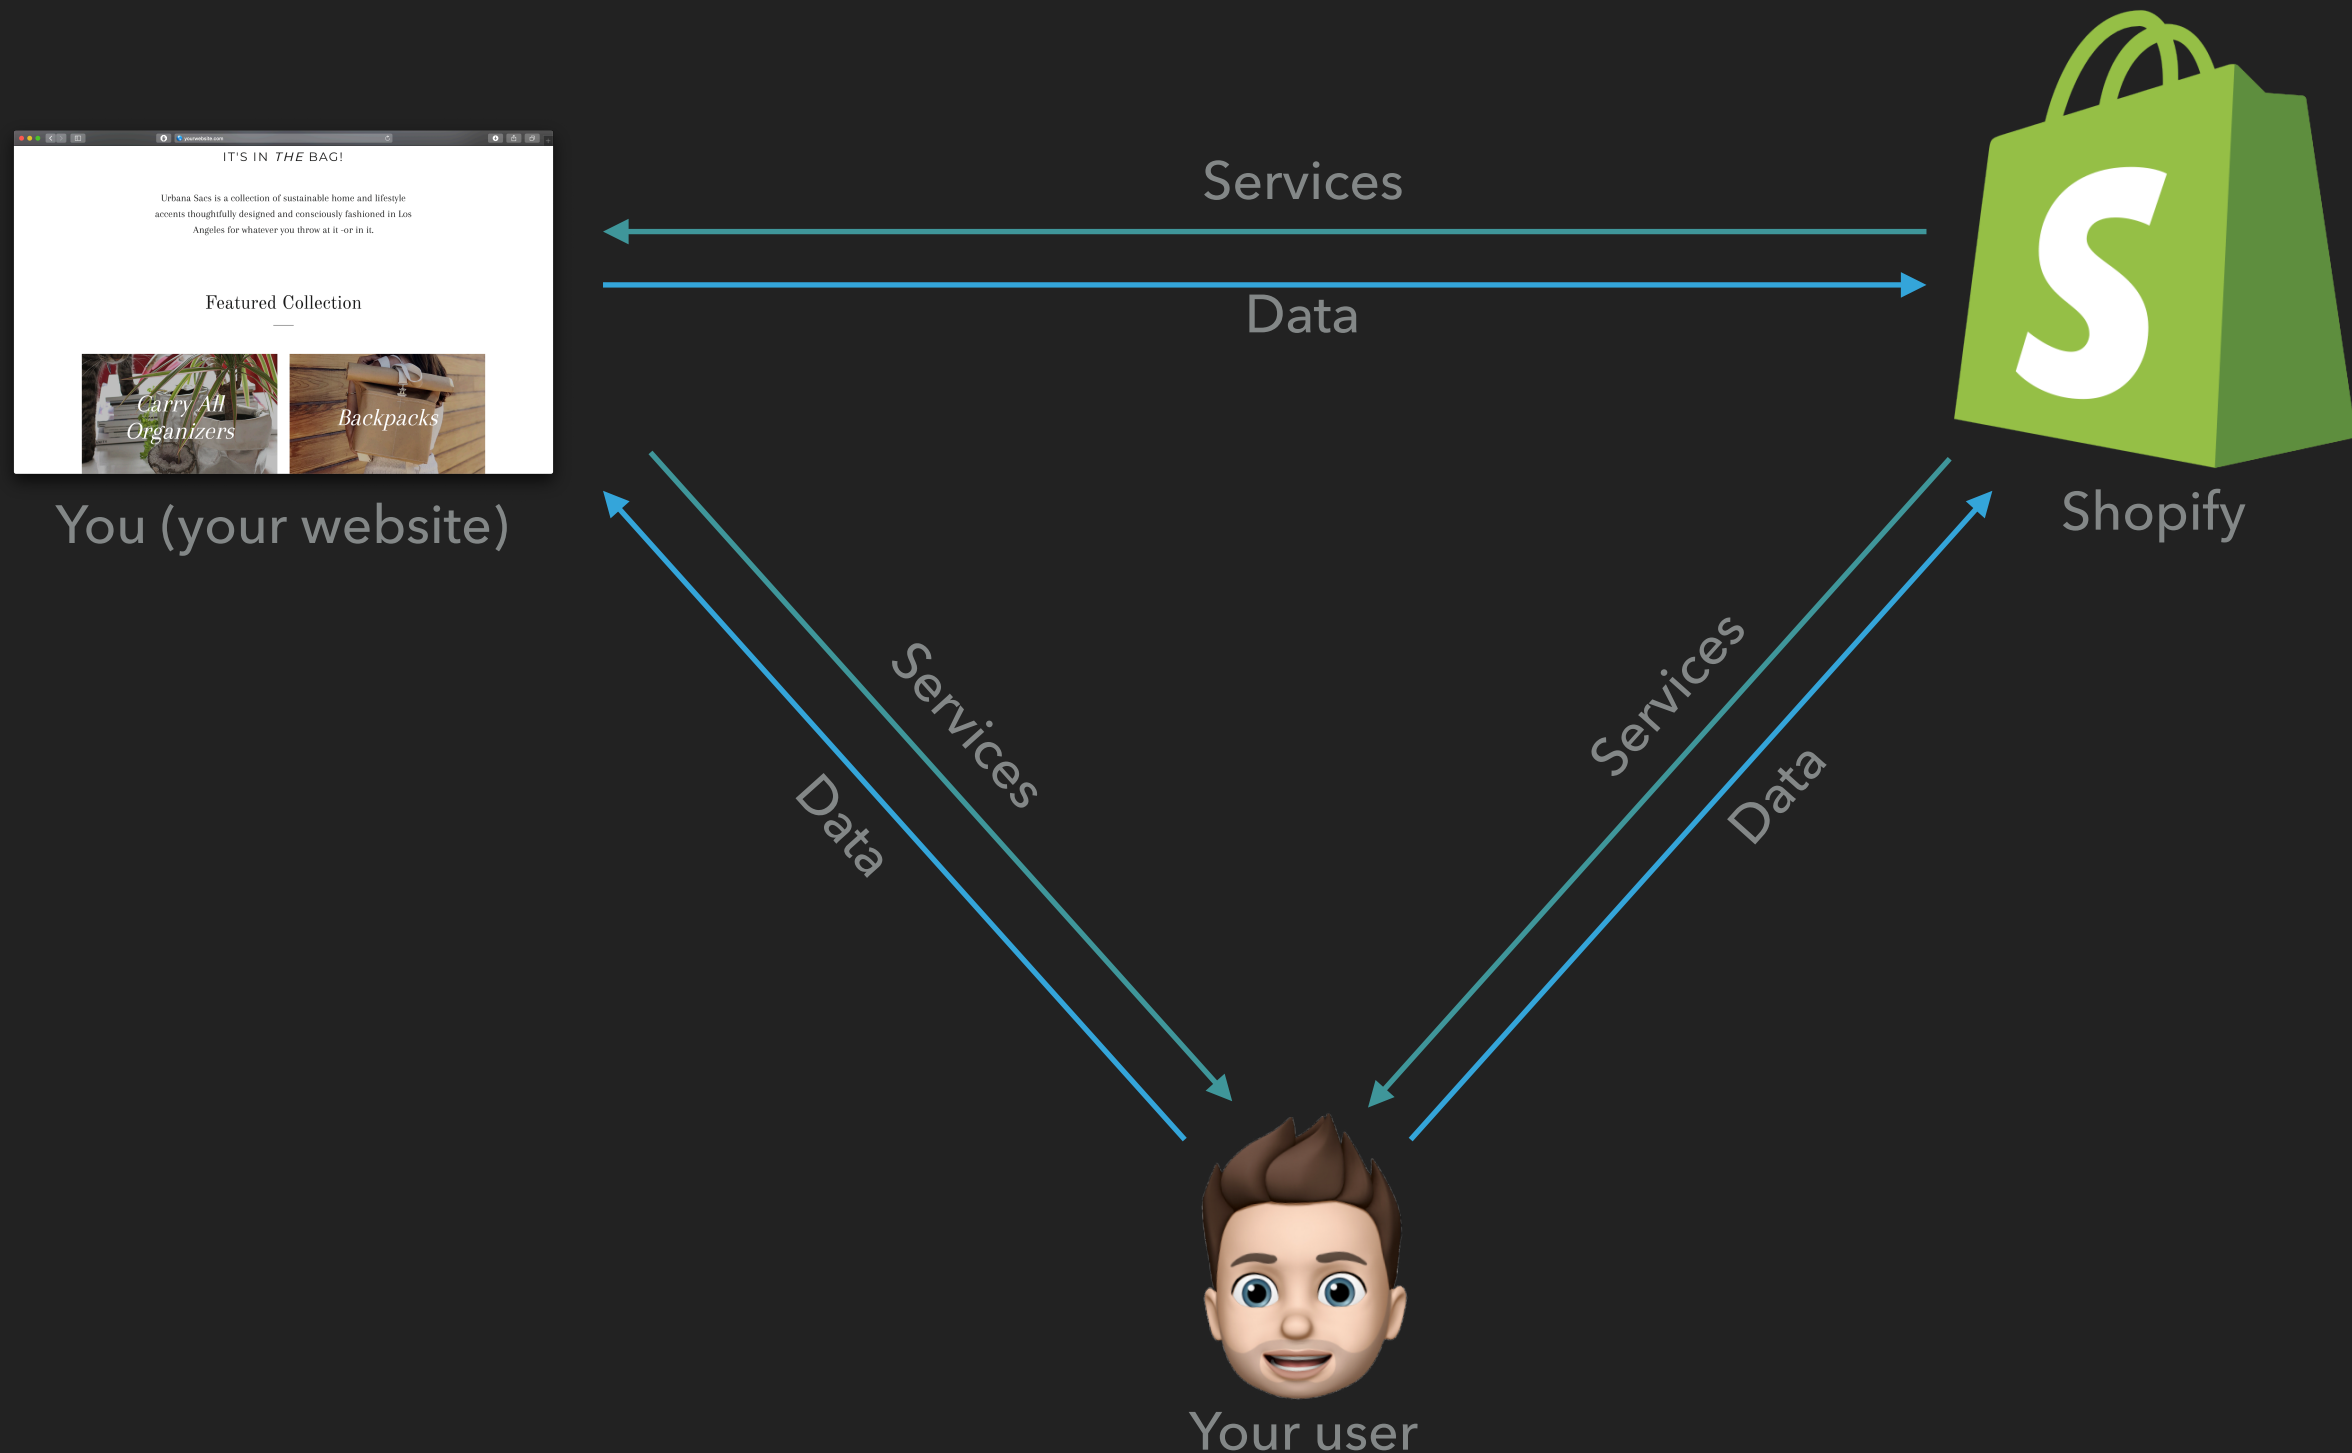 yourwebsite.com
IT'S IN THE BAG!
Urbana Sacs is a collection of sustainable home and lifestyle
accents thoughtfully designed and consciously fashioned in Los
Angeles for whatever you throw at it -or in it.
Featured Collection
Carry All
Organizers
Backpacks
You (your website)
Services
Data
S
Shopify
Services
Data
Services
Data
Your user